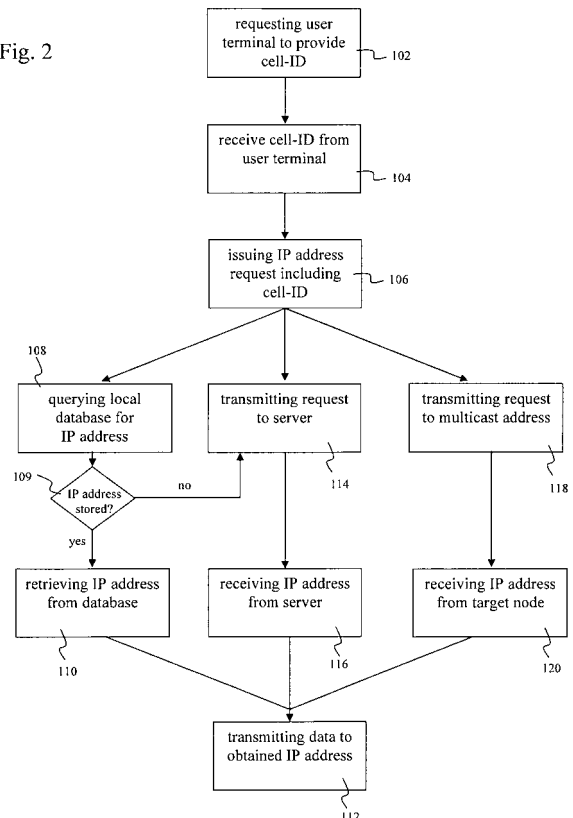 Fig. 2
requesting user
terminal to provide
cell-ID
102
receive cell-ID from
user terminal
104
issuing IP address
request including
cell-ID
106
108
querying local
database for
IP address
transmitting request
to server
114
transmitting request
to multicast address
118
109
IP address
stored?
no
yes
retrieving IP address
from database
110
receiving IP address
from server
116
receiving IP address
from target node
120
transmitting data to
obtained IP address
112